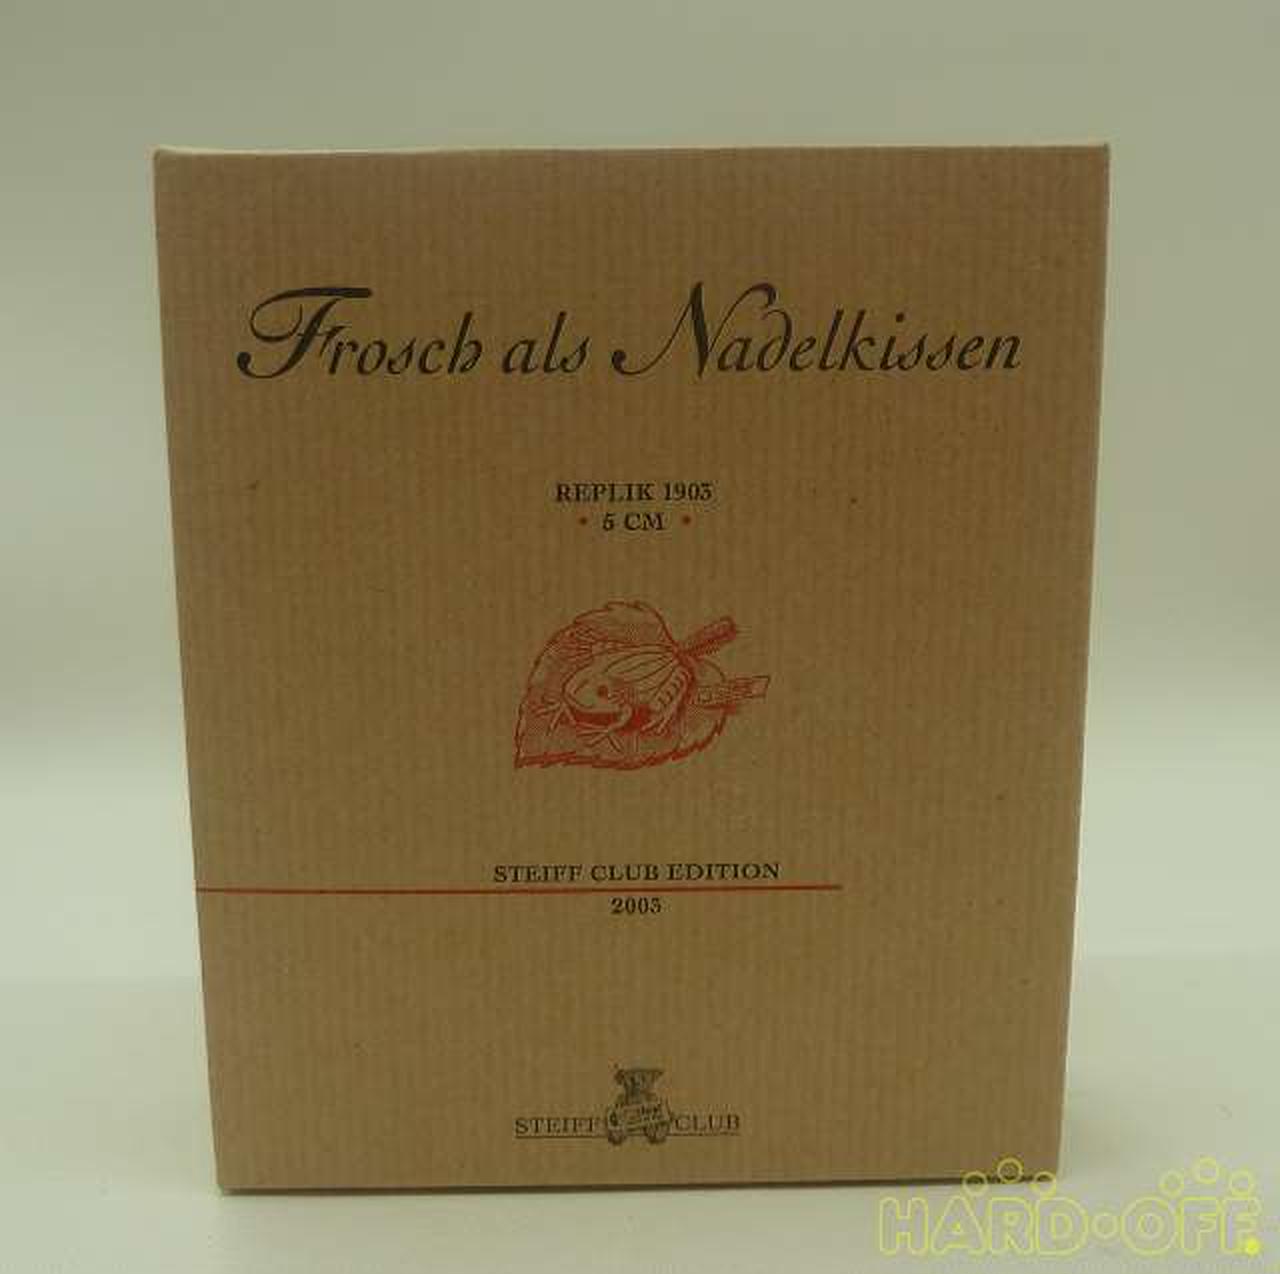 Frosch als Nadelkissen
REPLIK 1903
• 5 CM •
STEIFF CLUB EDITION
2003
STEIFF CLUB
HARD•OFF